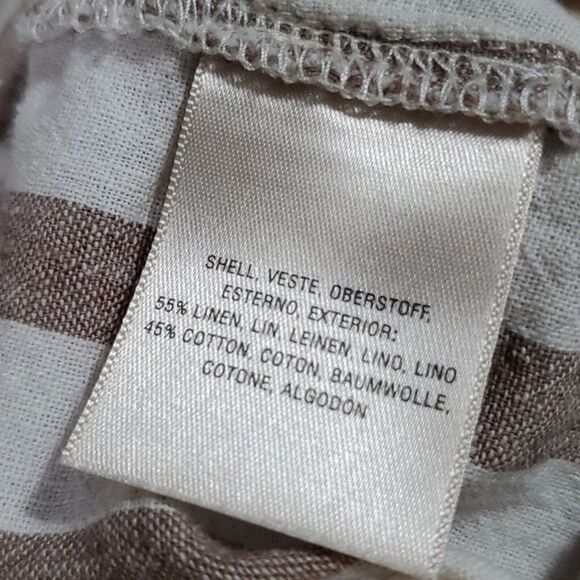 SHELL, VESTE, OBERSTOFF,
ESTERNO, EXTERIOR:
55% LINEN, LIN, LEINEN, LINO, LINO
45% COTTON, COTON, BAUMWOLLE,
COTONE, ALGODON